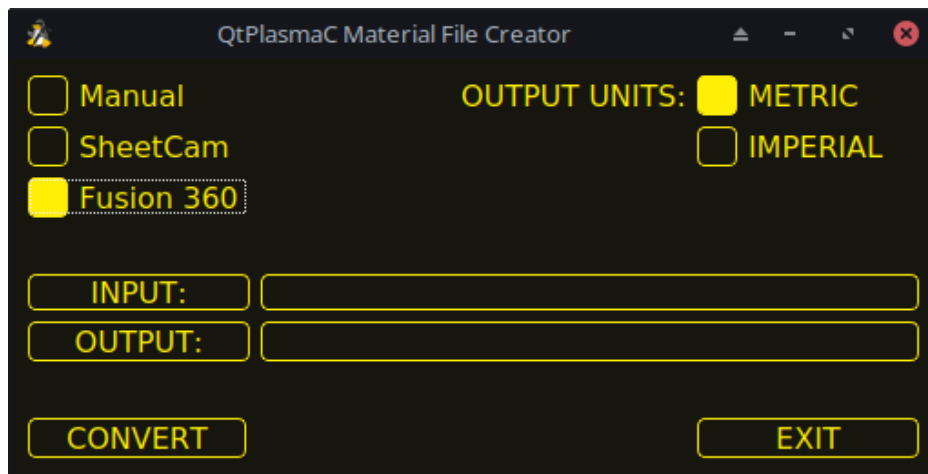 QtPlasmaC Material File Creator
Manual OUTPUT UNITS: METRIC
SheetCam IMPERIAL
Fusion 360
INPUT:
OUTPUT:
CONVERT EXIT